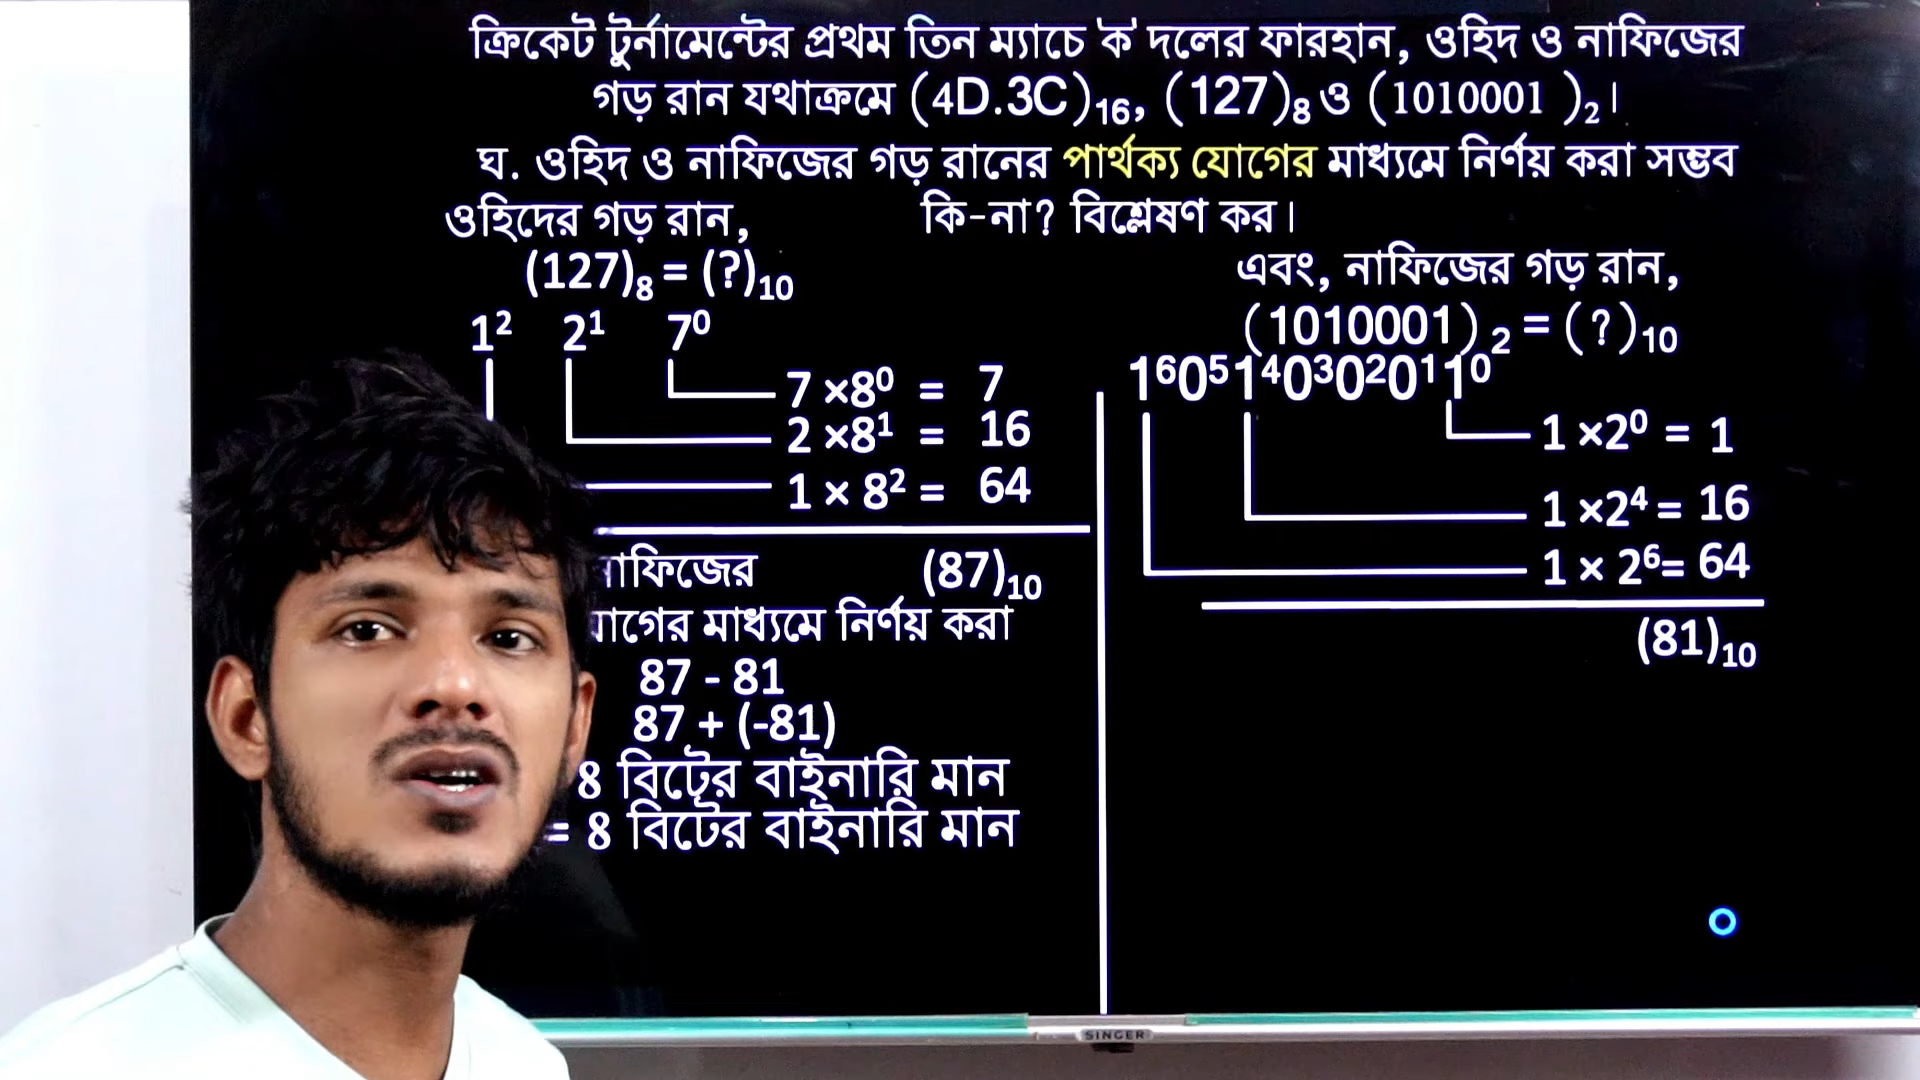 ক্রিকেট টুর্নামেন্টের প্রথম তিন ম্যাচে 'ক' দলের ফারহান, ওহিদ ও নাফিজের
গড় রান যথাক্রমে (4D.3C)₁₆, (127)₈ ও (1010001 )₂।
ঘ. ওহিদ ও নাফিজের গড় রানের পার্থক্য যোগের মাধ্যমে নির্ণয় করা সম্ভব
কি-না? বিশ্লেষণ কর।
ওহিদের গড় রান,
(127)₈ = (?)₁₀
1² 2¹ 7⁰
7 ×8⁰ = 7
2 ×8¹ = 16
1 × 8² = 64
(87)₁₀
নাফিজের
যোগের মাধ্যমে নির্ণয় করা
87 - 81
87 + (-81)
8 বিটের বাইনারি মান
= 8 বিটের বাইনারি মান
এবং, নাফিজের গড় রান,
(1010001)₂ = (?)₁₀
1⁶0⁵1⁴0³0²0¹1⁰
1 ×2⁰ = 1
1 ×2⁴ = 16
1 × 2⁶= 64
(81)₁₀
SINGER